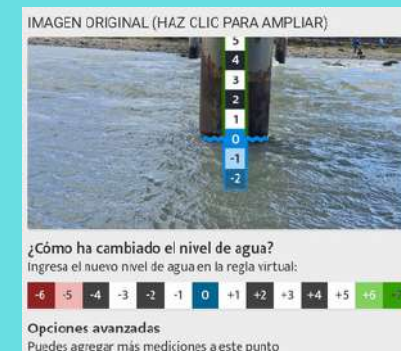 IMAGEN ORIGINAL (HAZ CLIC PARA AMPLIAR)
5
4
3
2
1
0
-1
-2
¿Cómo ha cambiado el nivel de agua?
Ingresa el nuevo nivel de agua en la regla virtual:
-6 -5 -4 -3 -2 -1 0 +1 +2 +3 +4 +5 +6
Opciones avanzadas
Puedes agregar más mediciones a este punto